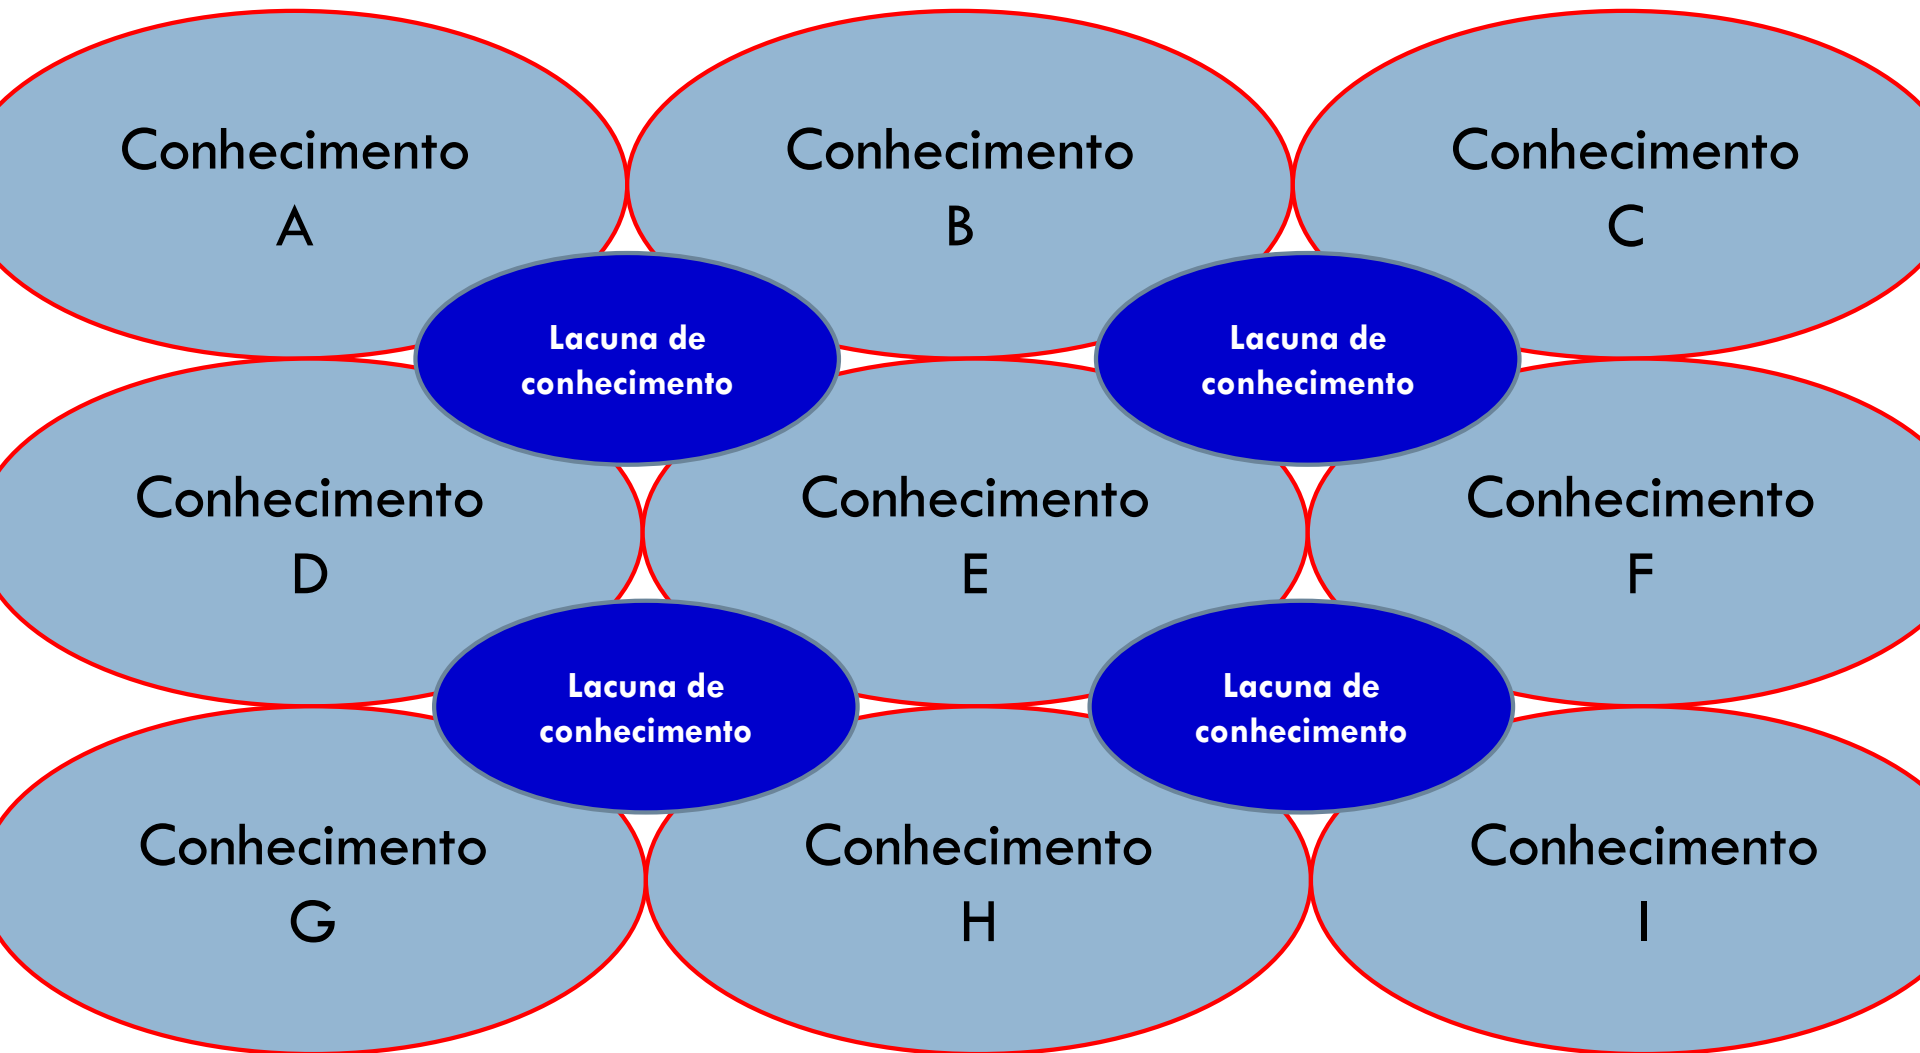 Conhecimento
A
Conhecimento
B
Conhecimento
C
Lacuna de
conhecimento
Lacuna de
conhecimento
Conhecimento
D
Conhecimento
E
Conhecimento
F
Lacuna de
conhecimento
Lacuna de
conhecimento
Conhecimento
G
Conhecimento
H
Conhecimento
I